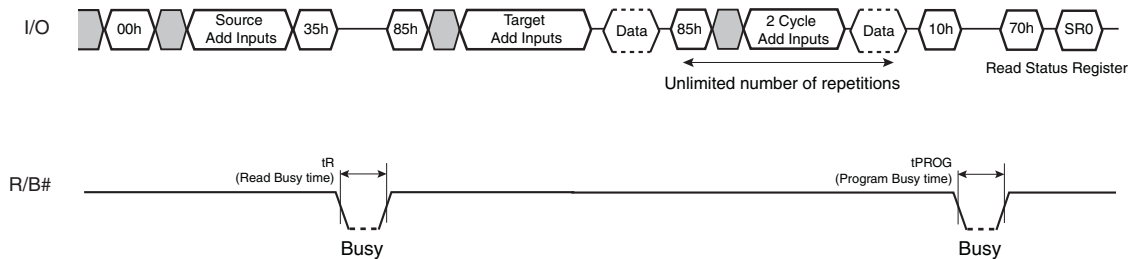 I/O
00h
Source
Add Inputs
35h
85h
Target
Add Inputs
Data
85h
2 Cycle
Add Inputs
Data
10h
70h
SR0
Unlimited number of repetitions
Read Status Register
R/B#
tR
(Read Busy time)
Busy
tPROG
(Program Busy time)
Busy